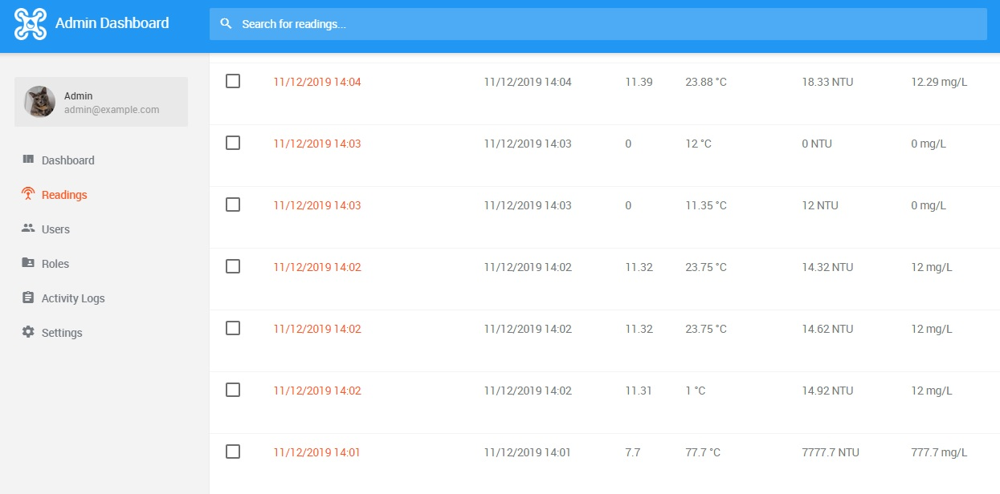 Admin Dashboard
Search for readings...
Admin
admin@example.com
Dashboard
Readings
Users
Roles
Activity Logs
Settings
11/12/2019 14:04 11/12/2019 14:04 11.39 23.88 °C 18.33 NTU 12.29 mg/L
11/12/2019 14:03 11/12/2019 14:03 0 12 °C 0 NTU 0 mg/L
11/12/2019 14:03 11/12/2019 14:03 0 11.35 °C 12 NTU 0 mg/L
11/12/2019 14:02 11/12/2019 14:02 11.32 23.75 °C 14.32 NTU 12 mg/L
11/12/2019 14:02 11/12/2019 14:02 11.32 23.75 °C 14.62 NTU 12 mg/L
11/12/2019 14:02 11/12/2019 14:02 11.31 1 °C 14.92 NTU 12 mg/L
11/12/2019 14:01 11/12/2019 14:01 7.7 77.7 °C 7777.7 NTU 777.7 mg/L